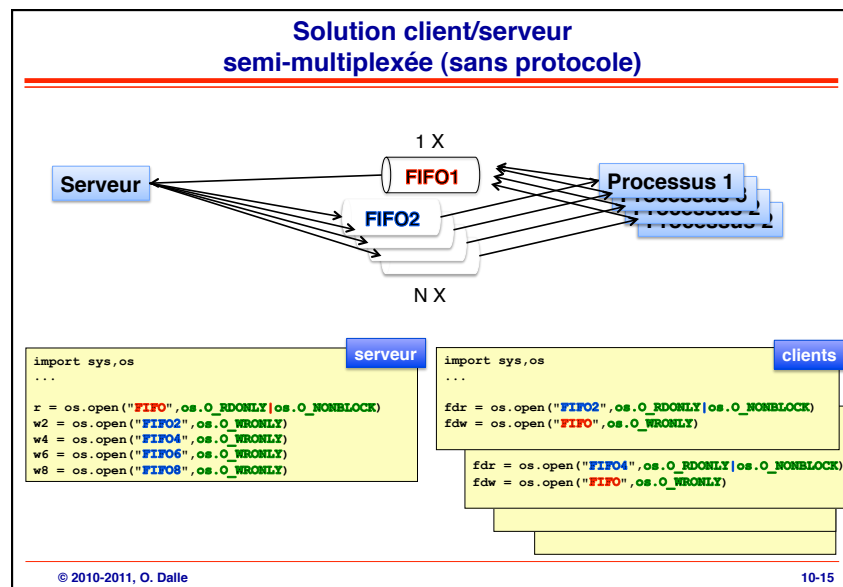 Solution client/serveur
semi-multiplexée (sans protocole)
1 X
FIFO1
Serveur
Processus 1
Processus 2
Processus 2
FIFO2
N X
serveur
import sys,os
...
r = os.open("FIFO",os.O_RDONLY|os.O_NONBLOCK)
w2 = os.open("FIFO2",os.O_WRONLY)
w4 = os.open("FIFO4",os.O_WRONLY)
w6 = os.open("FIFO6",os.O_WRONLY)
w8 = os.open("FIFO8",os.O_WRONLY)
clients
import sys,os
...
fdr = os.open("FIFO2",os.O_RDONLY|os.O_NONBLOCK)
fdw = os.open("FIFO",os.O_WRONLY)
fdr = os.open("FIFO4",os.O_RDONLY|os.O_NONBLOCK)
fdw = os.open("FIFO",os.O_WRONLY)
© 2010-2011, O. Dalle
10-15